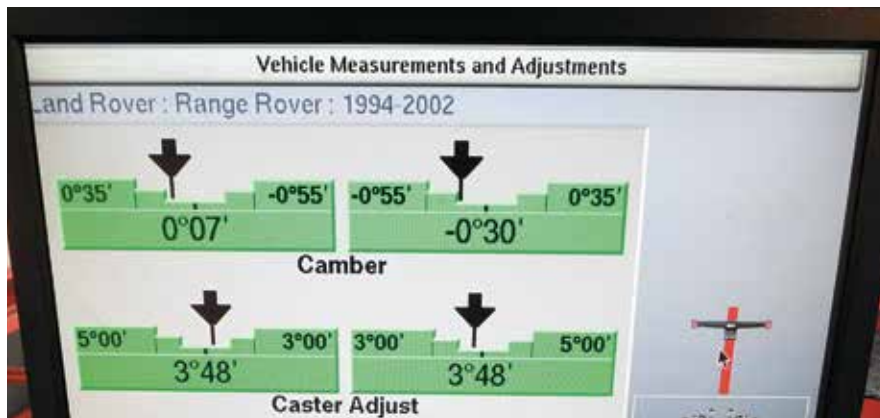 Vehicle Measurements and Adjustments
Land Rover : Range Rover : 1994-2002
0°35' -0°55' -0°55' 0°35'
0°07' -0°30'
Camber
5°00' 3°00' 3°00' 5°00'
3°48' 3°48'
Caster Adjust